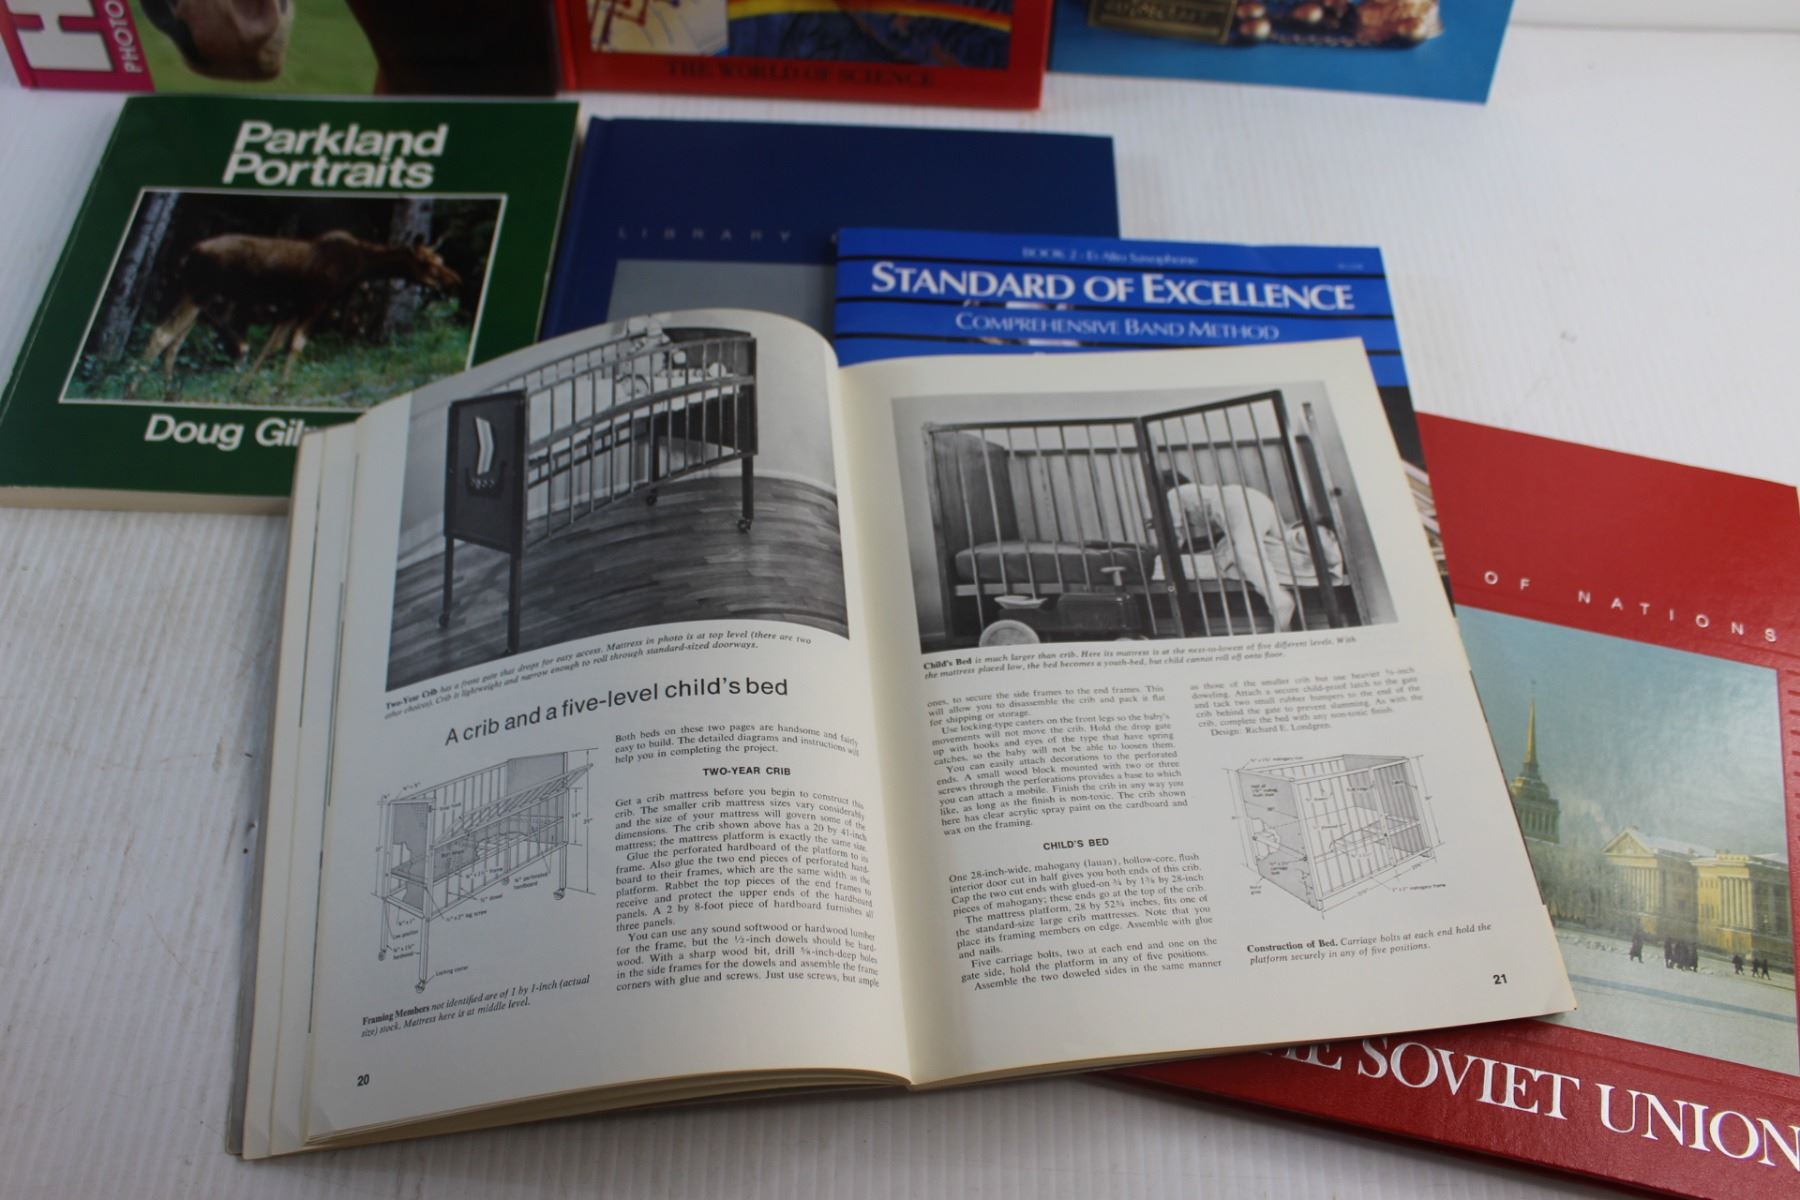 PHOTO
THE WORLD OF SCIENCE
Parkland
Portraits
Doug Gil
LIBRARY
BOOK 2 - E♭ Alto Saxophone
STANDARD OF EXCELLENCE
COMPREHENSIVE BAND METHOD
OF NATIONS
THE SOVIET UNION
Two-Year Crib has a front gate that drops for easy access. Mattress in photo is at top level (there are two
other choices). Crib is lightweight and narrow enough to roll through standard-sized doorways.
A crib and a five-level child's bed
Both beds on these two pages are handsome and fairly
easy to build. The detailed diagrams and instructions will
help you in completing the project.
TWO-YEAR CRIB
Get a crib mattress before you begin to construct this
crib. The smaller crib mattress sizes vary considerably
and the size of your mattress will govern some of the
dimensions. The crib shown above has a 20 by 41-inch
mattress; the mattress platform is exactly the same size.
Glue the perforated hardboard of the platform to its
frame. Also glue the two end pieces of perforated hard-
board to their frames, which are the same width as the
platform. Rabbet the top pieces of the end frames to
receive and protect the upper ends of the hardboard
panels. A 2 by 8-foot piece of hardboard furnishes all
three panels.
You can use any sound softwood or hardwood lumber
for the frame, but the ½-inch dowels should be hard-
wood. With a sharp wood bit, drill ⅝-inch-deep holes
in the side frames for the dowels and assemble the frame
corners with glue and screws. Just use screws, but ample
Locking caster
Framing Members not identified are of 1 by 1-inch (actual
size) stock. Mattress here is at middle level.
20
Child's Bed is much larger than crib. Here its mattress is at the next-to-lowest of five different levels. With
the mattress placed low, the bed becomes a youth-bed, but child cannot roll off onto floor.
ones, to secure the side frames to the end frames. This
will allow you to disassemble the crib and pack it flat
for shipping or storage.
Use locking-type casters on the front legs so the baby's
movements will not move the crib. Hold the drop gate
up with hooks and eyes of the type that have spring
catches, so the baby will not be able to loosen them.
You can easily attach decorations to the perforated
ends. A small wood block mounted with two or three
screws through the perforations provides a base to which
you can attach a mobile. Finish the crib in any way you
like, as long as the finish is non-toxic. The crib shown
here has clear acrylic spray paint on the cardboard and
wax on the framing.
CHILD'S BED
One 28-inch-wide, mahogany (lauan), hollow-core, flush
interior door cut in half gives you both ends of this crib.
Cap the two cut ends with glued-on ¾ by 1⅜ by 28-inch
pieces of mahogany; these ends go at the top of the crib.
The mattress platform, 28 by 52¾ inches, fits one of
the standard-size large crib mattresses. Note that you
place its framing members on edge. Assemble with glue
and nails.
Five carriage bolts, two at each end and one on the
gate side, hold the platform in any of five positions.
Assemble the two doweled sides in the same manner
as those of the smaller crib but use heavier ⅝-inch
doweling. Attach a secure child-proof latch to the gate
and tack two small rubber bumpers to the end of the
crib behind the gate to prevent slamming. As with the
crib, complete the bed with any non-toxic finish.
Design: Richard E. Londgren.
Construction of Bed. Carriage bolts at each end hold the
platform securely in any of five positions.
21